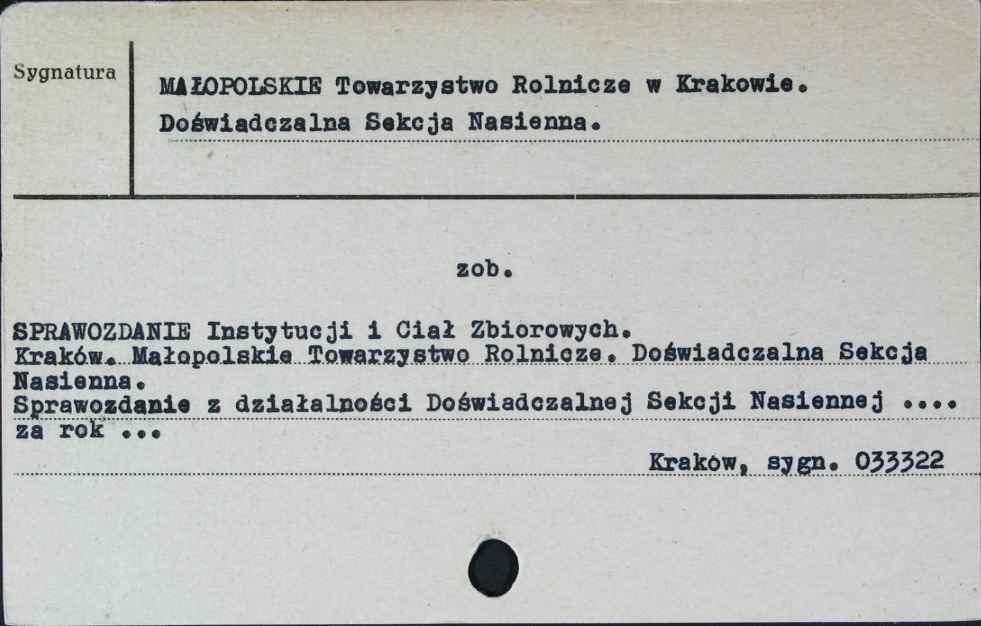 Sygnatura
MAŁOPOLSKIE Towarzystwo Rolnicze w Krakowie.
Doświadczalna Sekcja Nasienna.
zob.
SPRAWOZDANIE Instytucji i Ciał Zbiorowych.
Kraków. Małopolskie Towarzystwo Rolnicze. Doświadczalna Sekcja
Nasienna.
Sprawozdanie z działalności Doświadczalnej Sekcji Nasiennej ....
za rok ...
Kraków, sygn. 033322